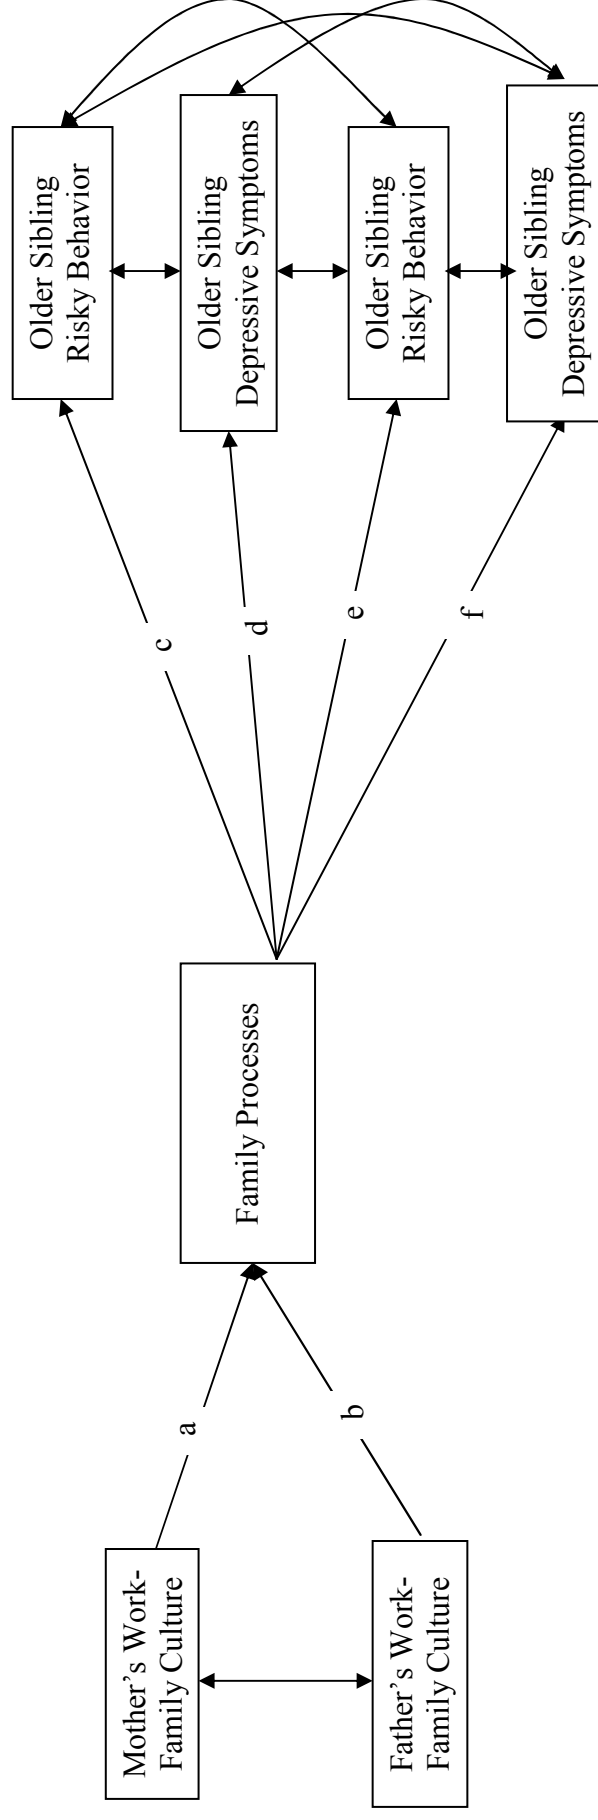 Mother's Work-
Family Culture
Father's Work-
Family Culture
a
b
Family Processes
c
d
e
f
Older Sibling
Risky Behavior
Older Sibling
Depressive Symptoms
Older Sibling
Risky Behavior
Older Sibling
Depressive Symptoms